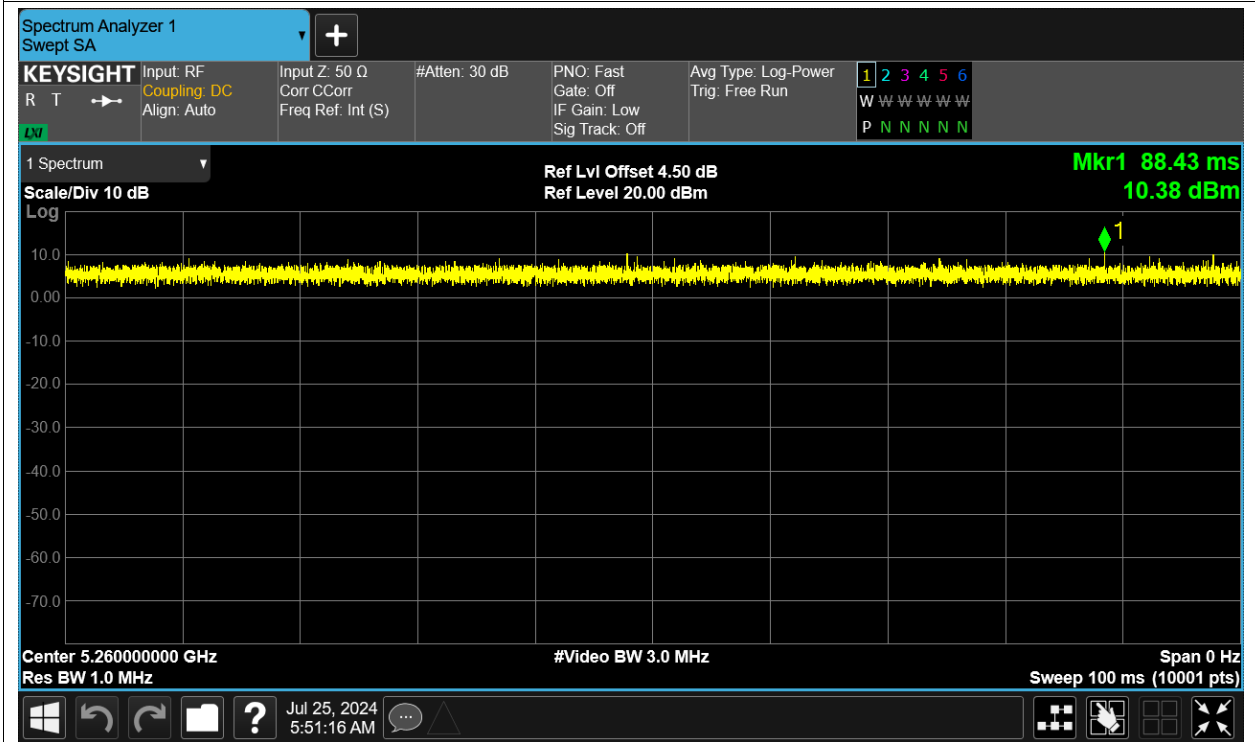 Spectrum Analyzer 1
Swept SA
KEYSIGHT Input: RF Input Z: 50 Ω #Atten: 30 dB PNO: Fast Avg Type: Log-Power 1 2 3 4 5 6
R T Coupling: DC Corr CCorr Gate: Off Trig: Free Run W W W W W W
Align: Auto Freq Ref: Int (S) IF Gain: Low
LXI Sig Track: Off P N N N N N
1 Spectrum Ref Lvl Offset 4.50 dB Mkr1 88.43 ms
Scale/Div 10 dB Ref Level 20.00 dBm 10.38 dBm
Log
1
10.0
0.00
-10.0
-20.0
-30.0
-40.0
-50.0
-60.0
-70.0
Center 5.260000000 GHz #Video BW 3.0 MHz Span 0 Hz
Res BW 1.0 MHz Sweep 100 ms (10001 pts)
? Jul 25, 2024
5:51:16 AM